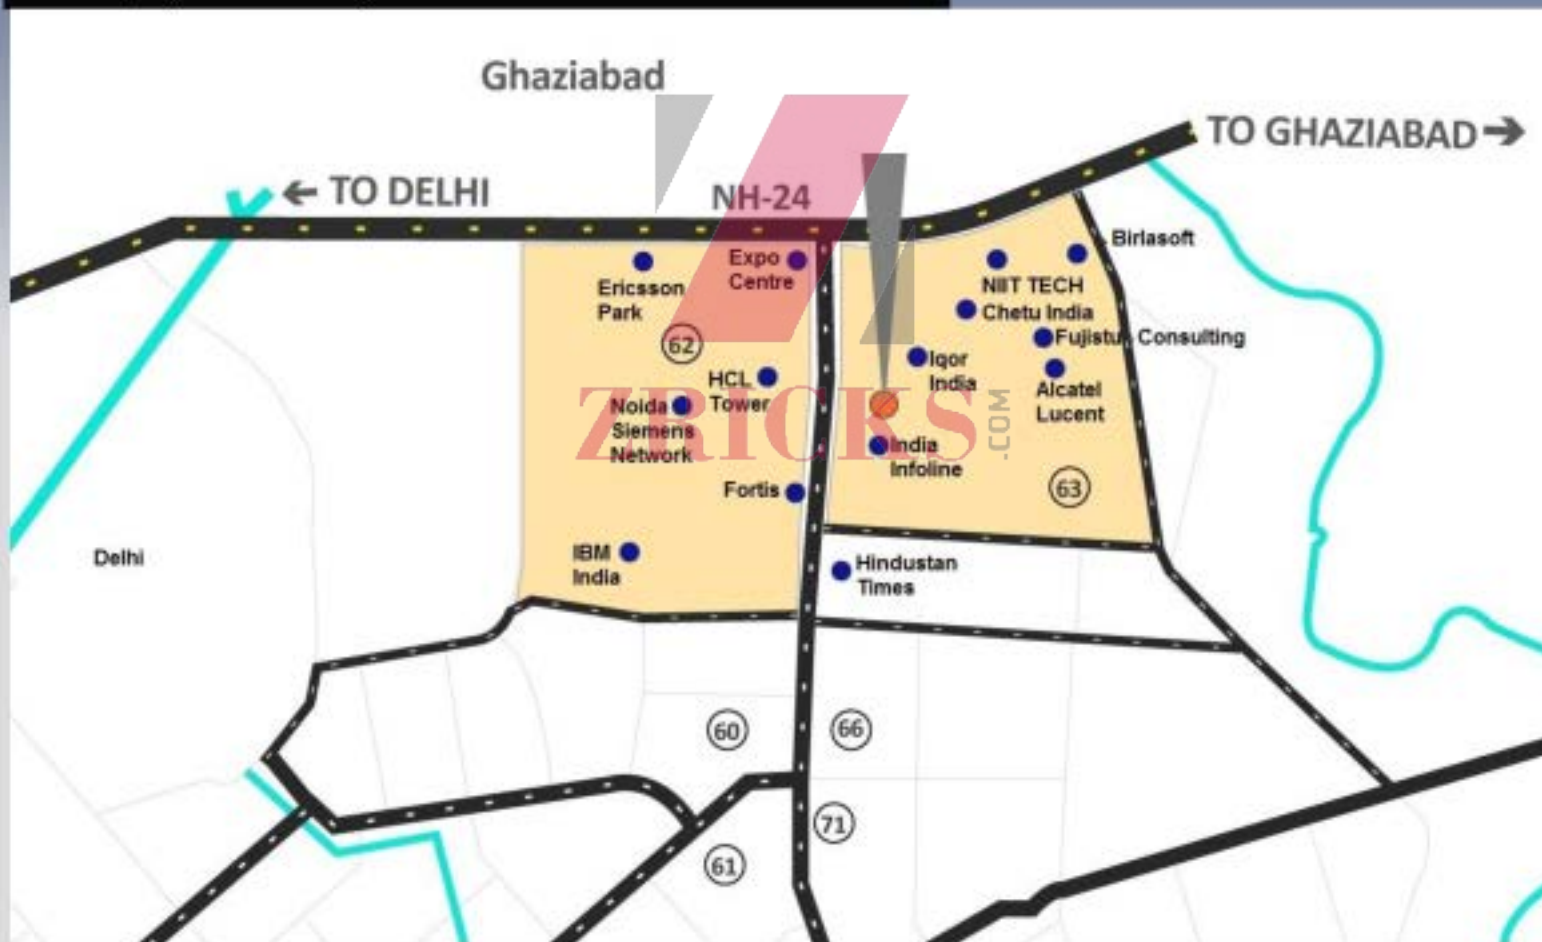 Ghaziabad
TO GHAZIABAD
TO DELHI
NH-24
Birlasoft
Expo
Centre
Ericsson
Park
NIIT TECH
Chetu India
Fujistu Consulting
62
Iqor
India
HCL
Tower
Alcatel
Lucent
Noida
Siemens
Network
ZRICKS
.COM
India
Infoline
63
Fortis
IBM
India
Delhi
Hindustan
Times
60
66
71
61